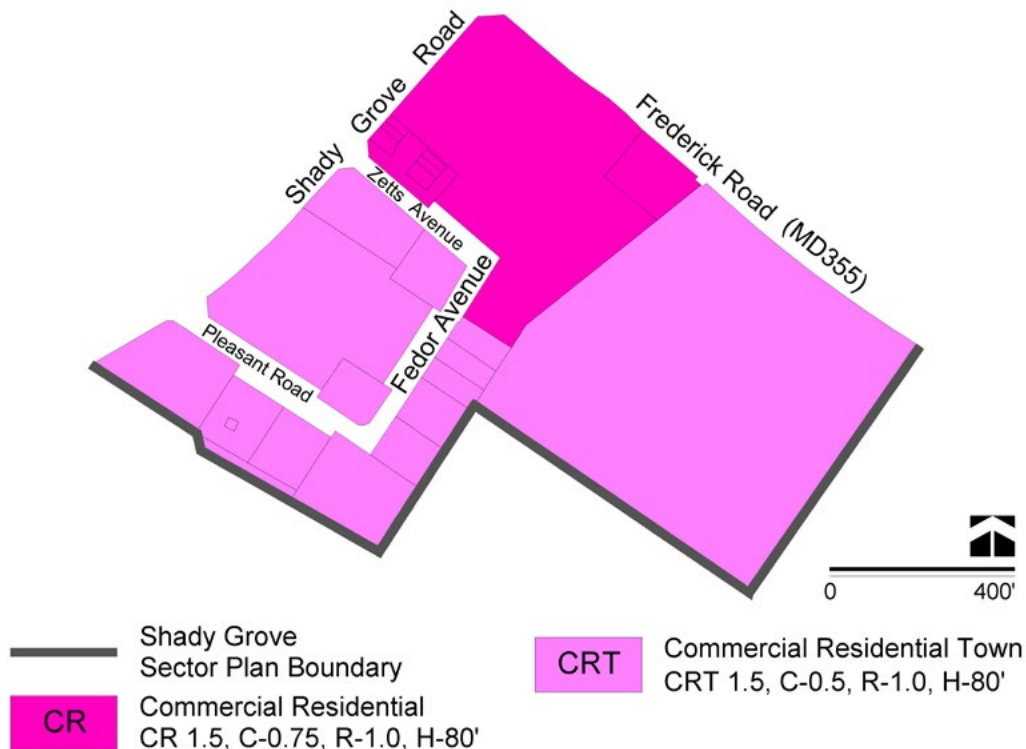 Shady Grove Road
Frederick Road (MD355)
Zetts Avenue
Fedor Avenue
Pleasant Road
0 400'
Shady Grove
Sector Plan Boundary
CR
Commercial Residential
CR 1.5, C-0.75, R-1.0, H-80'
CRT
Commercial Residential Town
CRT 1.5, C-0.5, R-1.0, H-80'